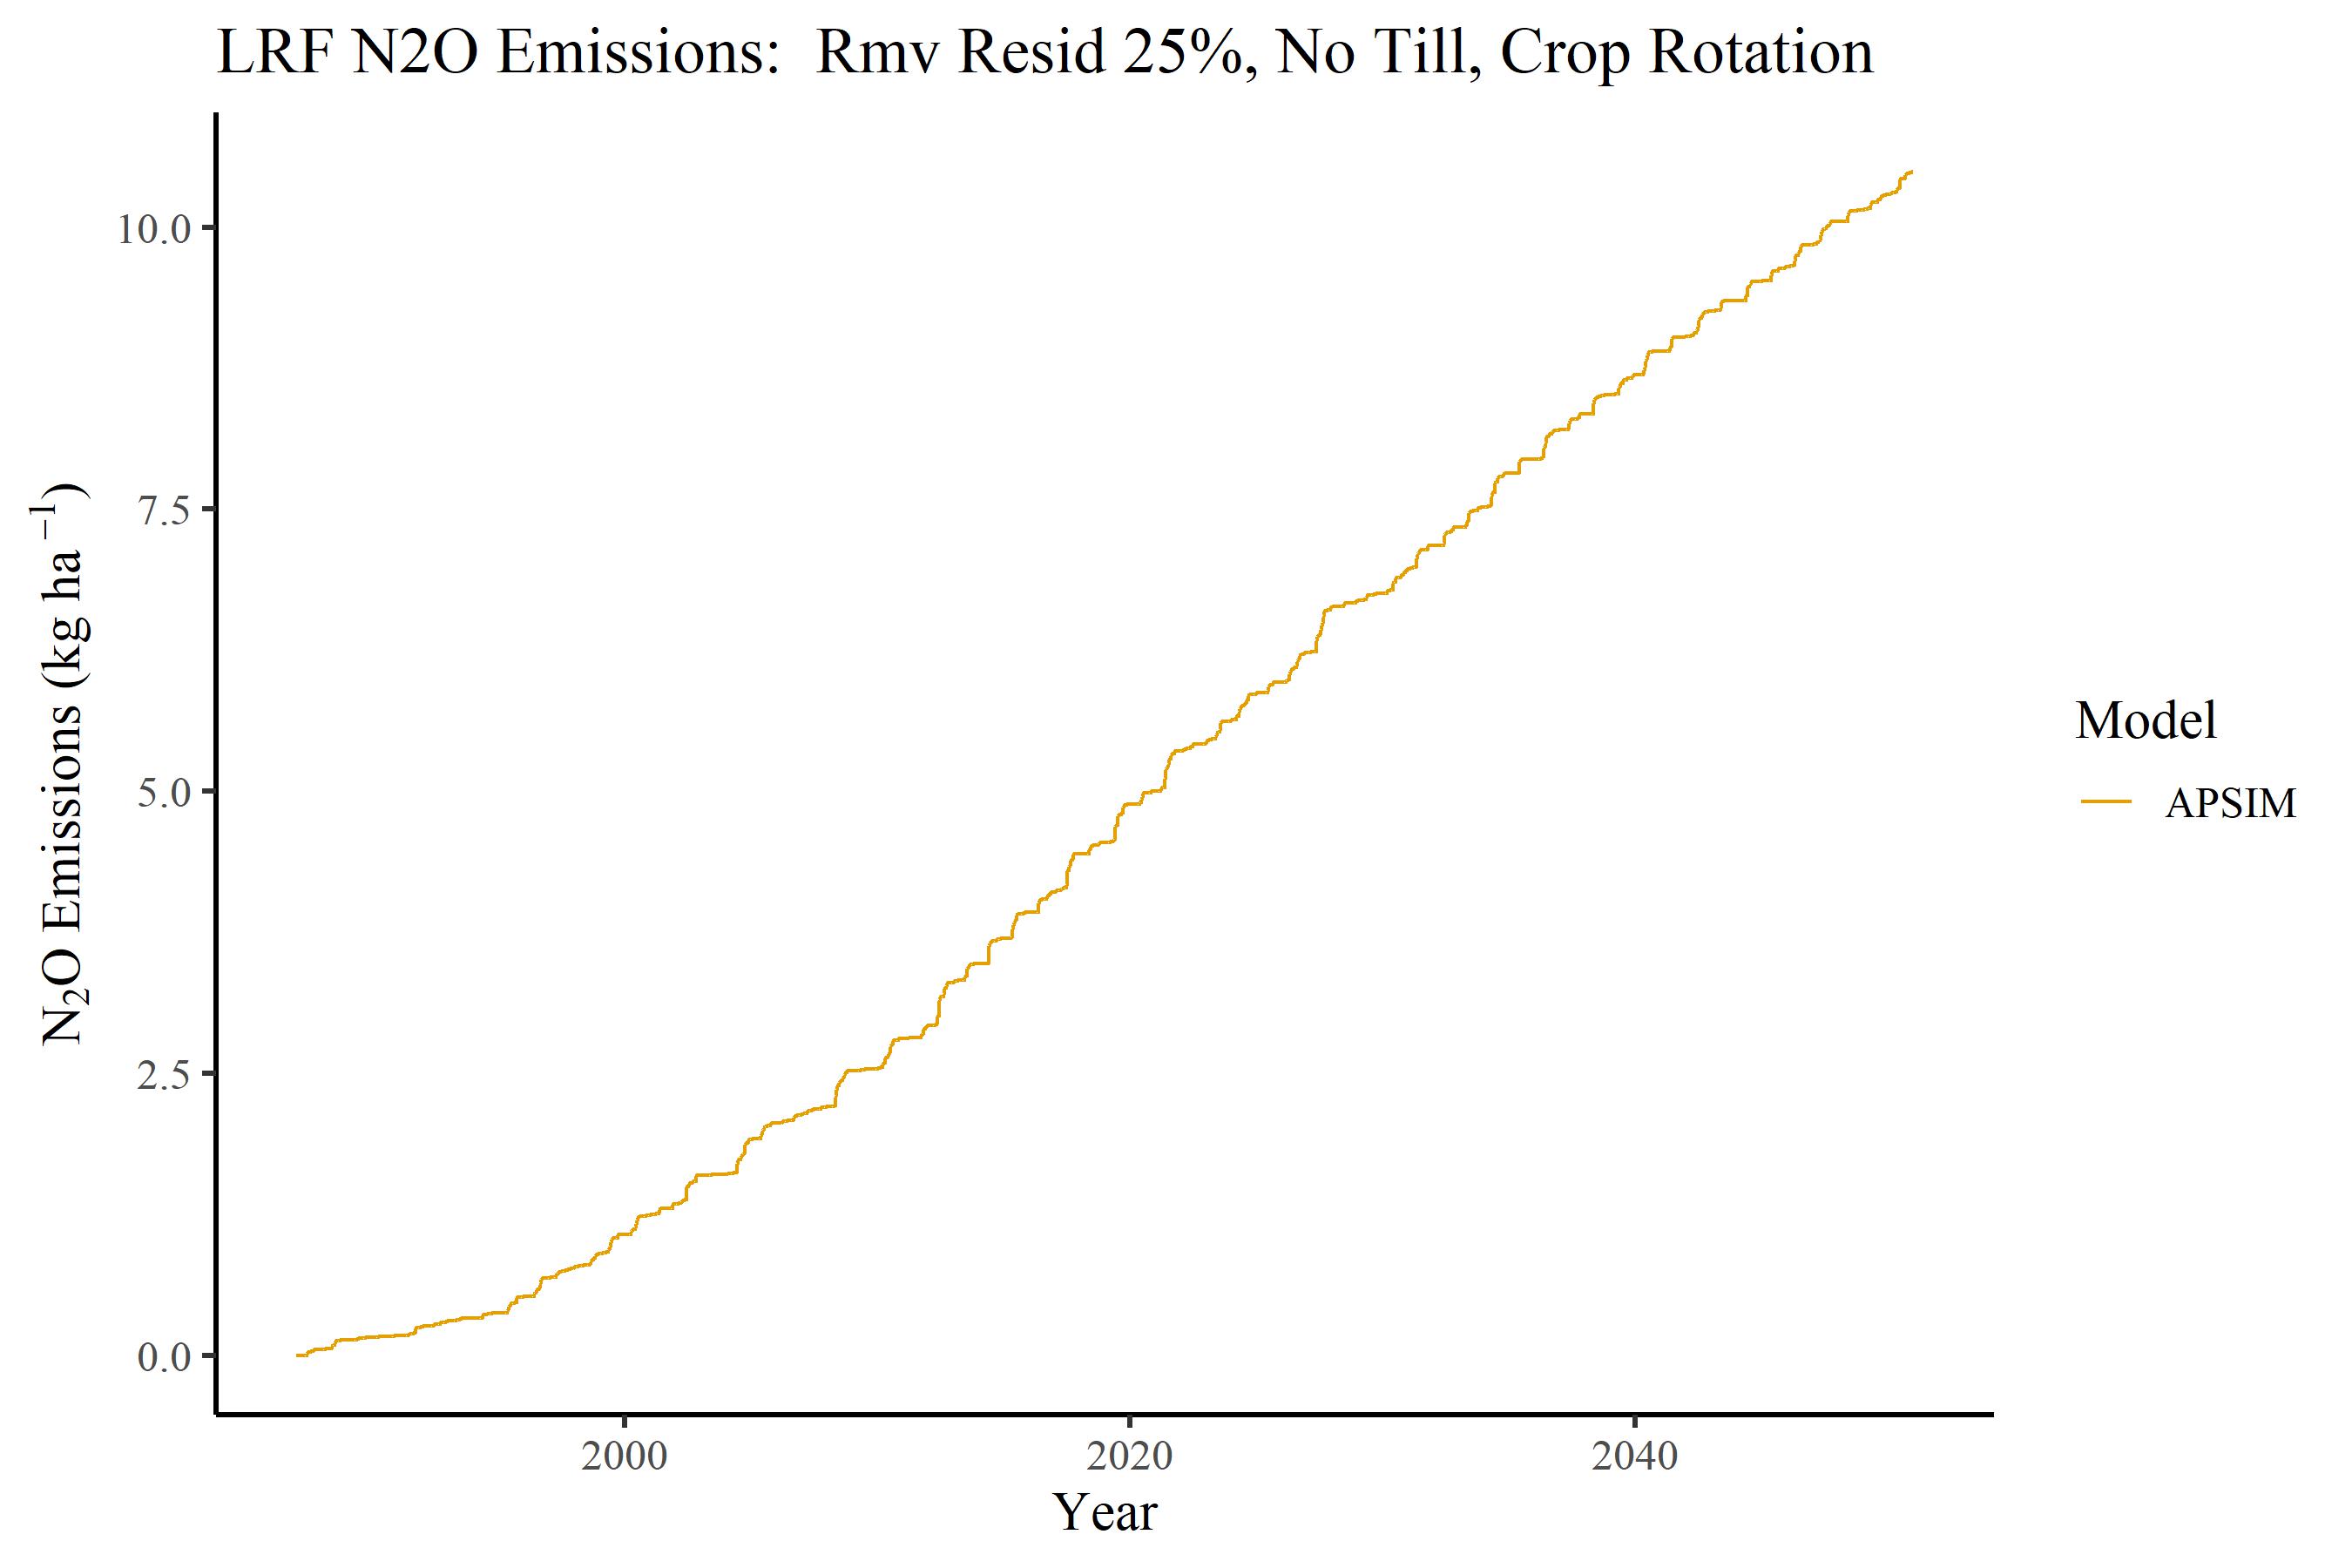 LRF N2O Emissions:  Rmv Resid 25%, No Till, Crop Rotation
N₂O Emissions (kg ha ⁻¹)
10.0
7.5
5.0
2.5
0.0
2000 2020 2040
Year
Model
APSIM